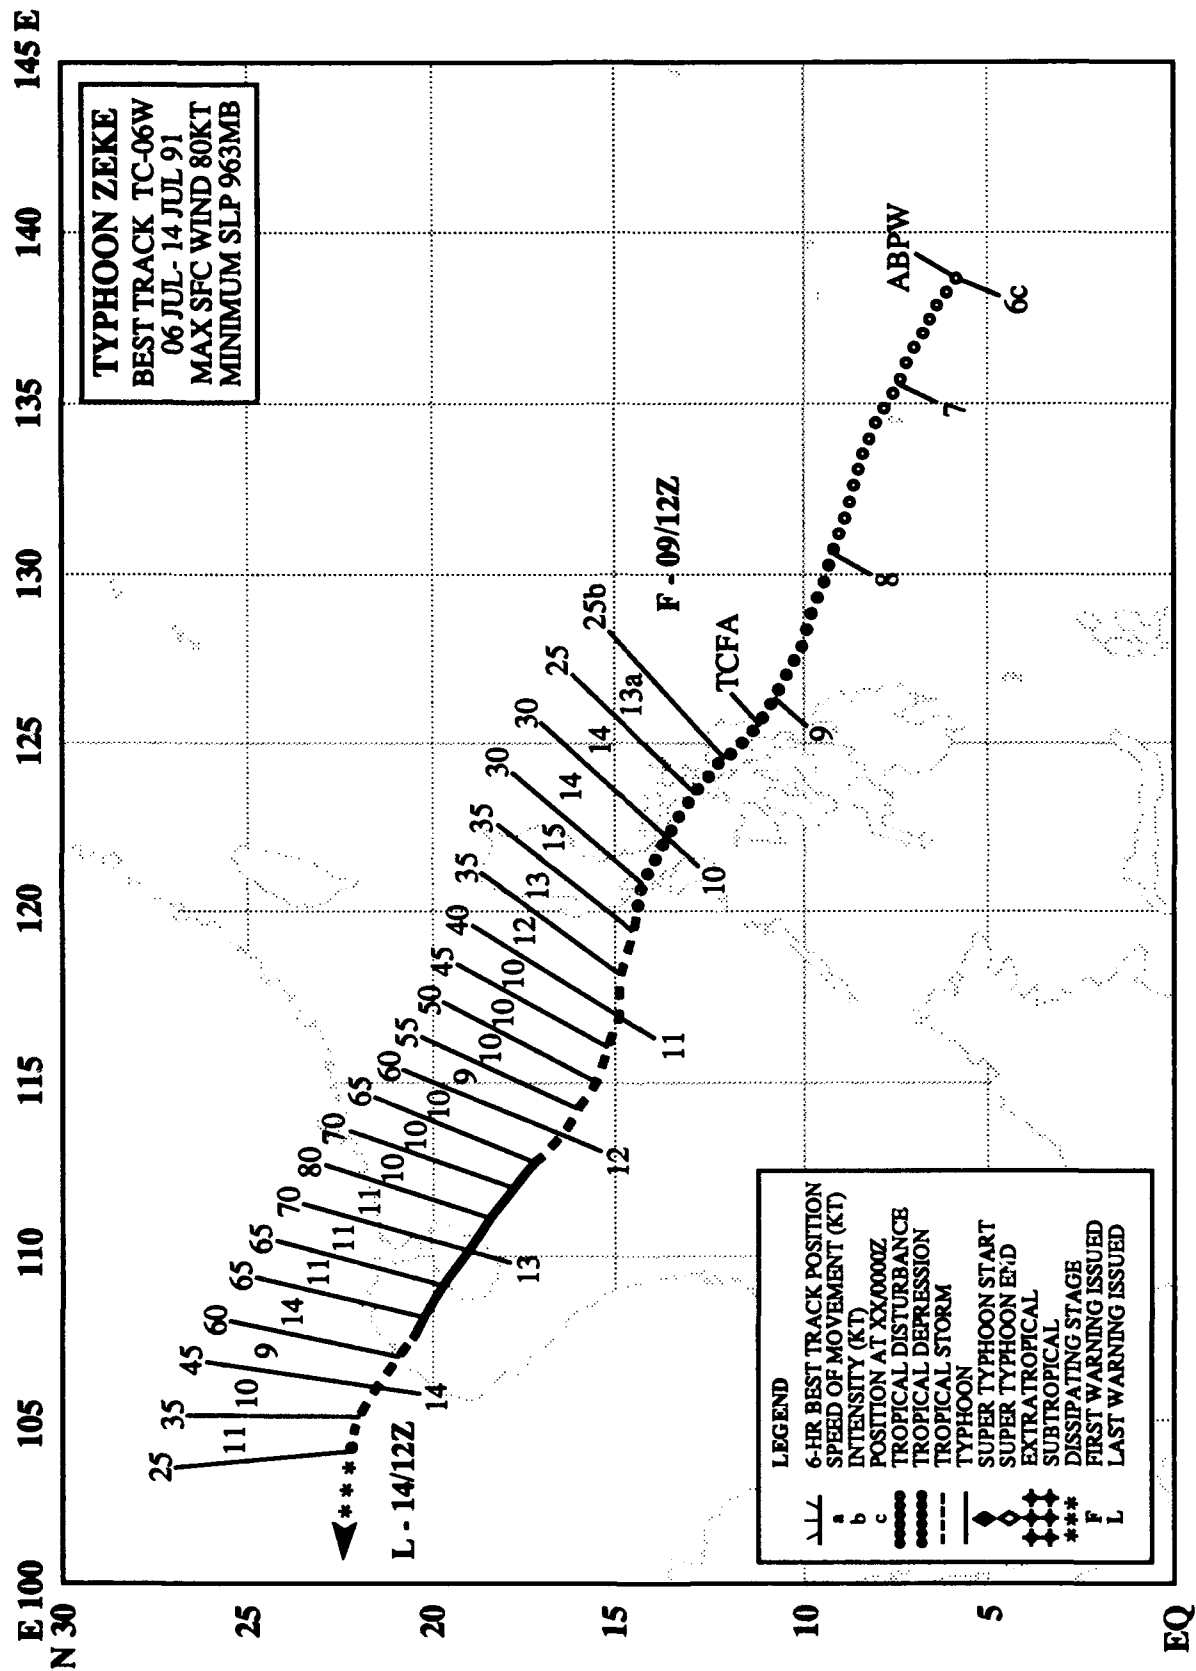 TYPHOON ZEKE
BEST TRACK TC-06W
06 JUL- 14 JUL 91
MAX SFC WIND 80KT
MINIMUM SLP 963MB
E 100
105
110
115
120
125
130
135
140
145 E
N 30
25
20
15
10
5
EQ
25
35
45
60
65
65
70
80
70
65
60
55
50
45
40
35
35
30
30
25
25b
11
10
9
14
11
11
11
10
10
10
9
10
10
10
12
13
15
14
14
13a
F - 09/12Z
TCFA
ABPW
L - 14/12Z
14
13
12
11
10
9
8
7
6c
LEGEND
6-HR BEST TRACK POSITION
a SPEED OF MOVEMENT (KT)
b INTENSITY (KT)
c POSITION AT XX/0000Z
TROPICAL DISTURBANCE
TROPICAL DEPRESSION
TROPICAL STORM
TYPHOON
SUPER TYPHOON START
SUPER TYPHOON END
EXTRATROPICAL
SUBTROPICAL
*** DISSIPATING STAGE
F FIRST WARNING ISSUED
L LAST WARNING ISSUED